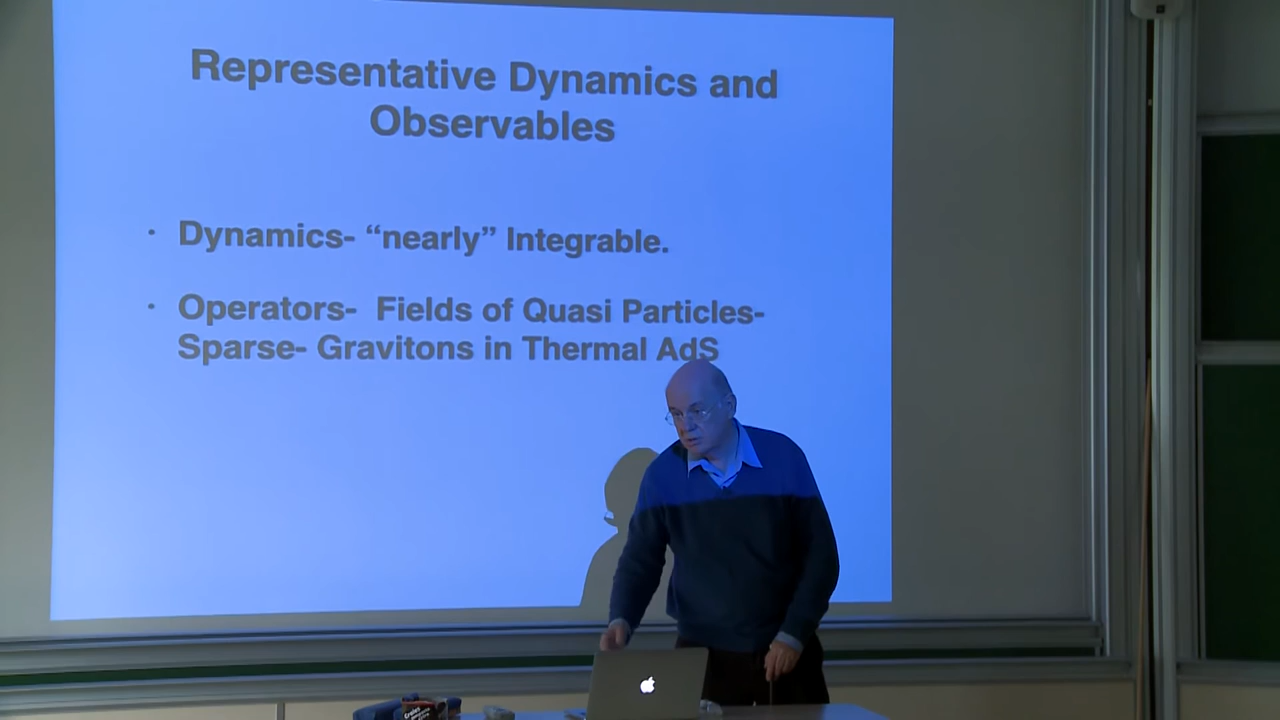 Representative Dynamics and
Observables
· Dynamics- “nearly” Integrable.
· Operators- Fields of Quasi Particles-
Sparse- Gravitons in Thermal AdS